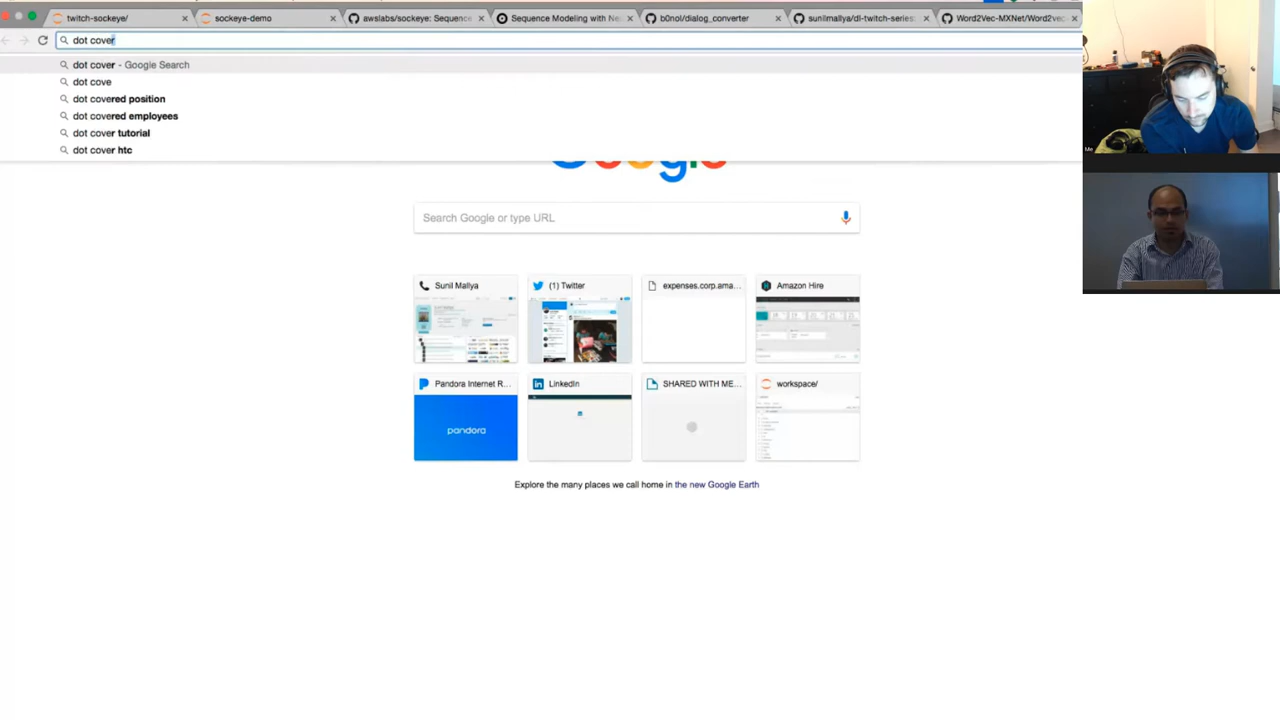 twitch-sockeye/
sockeye-demo
awslabs/sockeye: Sequence
Sequence Modeling with Ne
b0nol/dialog_converter
sunilmallya/dl-twitch-series:
Word2Vec-MXNet/Word2vec
dot cover
dot cover - Google Search
dot cove
dot covered position
dot covered employees
dot cover tutorial
dot cover htc
Me
Search Google or type URL
Sunil Mallya
(1) Twitter
expenses.corp.ama...
Amazon Hire
Pandora Internet R...
LinkedIn
SHARED WITH ME...
workspace/
pandora
Explore the many places we call home in the new Google Earth